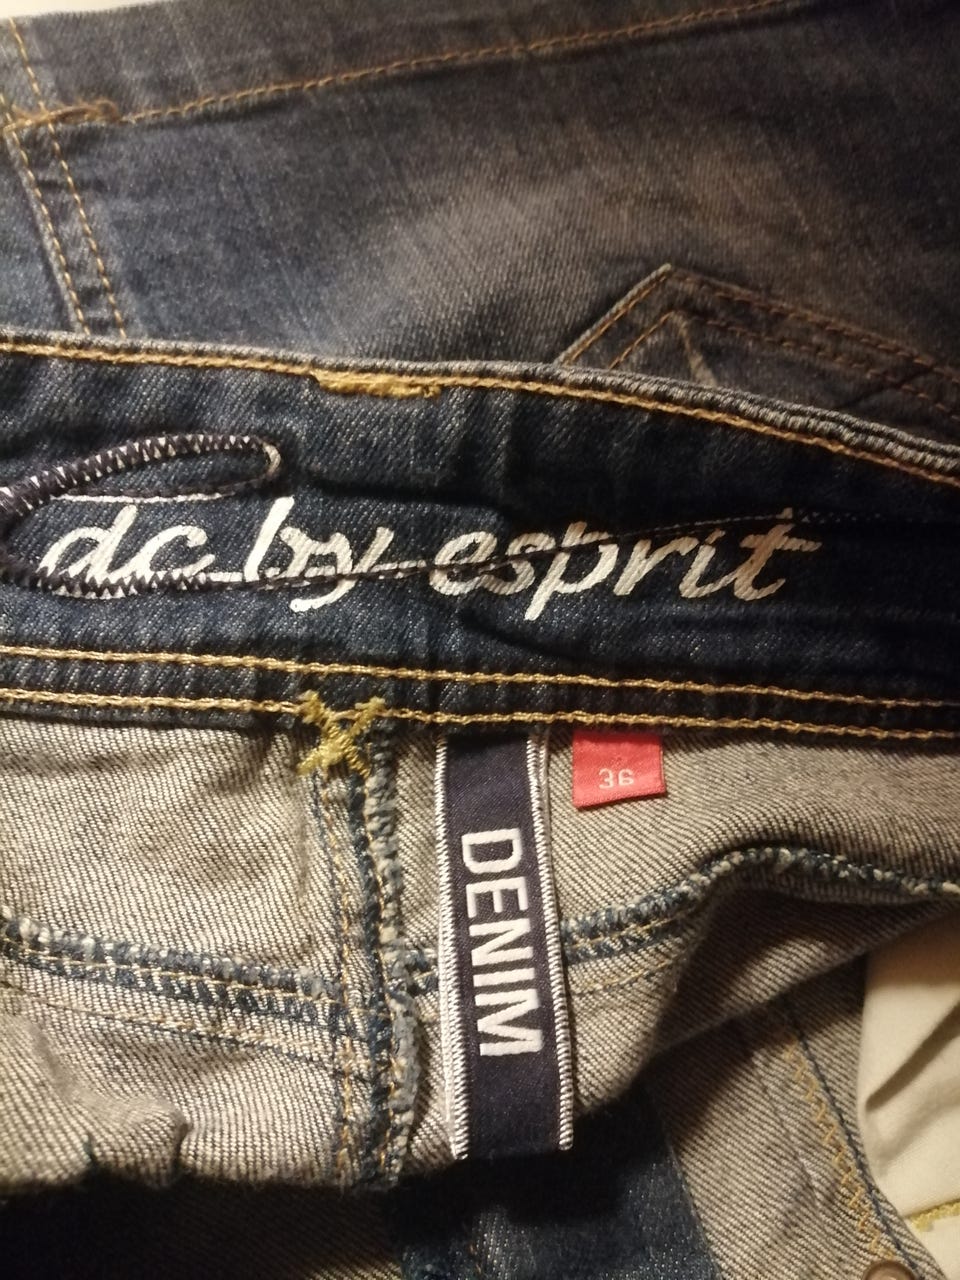 dc by esprit
36
DENIM